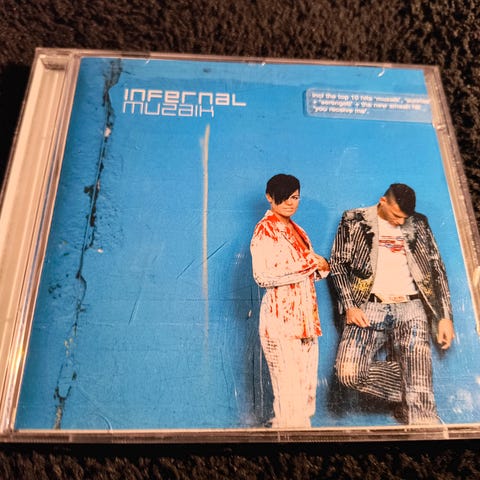 INFERNAL
MUZAIK
incl the top 10 hits 'muzaik', 'sunrise'
+ 'serengeti' + the new smash hit
'you receive me'.